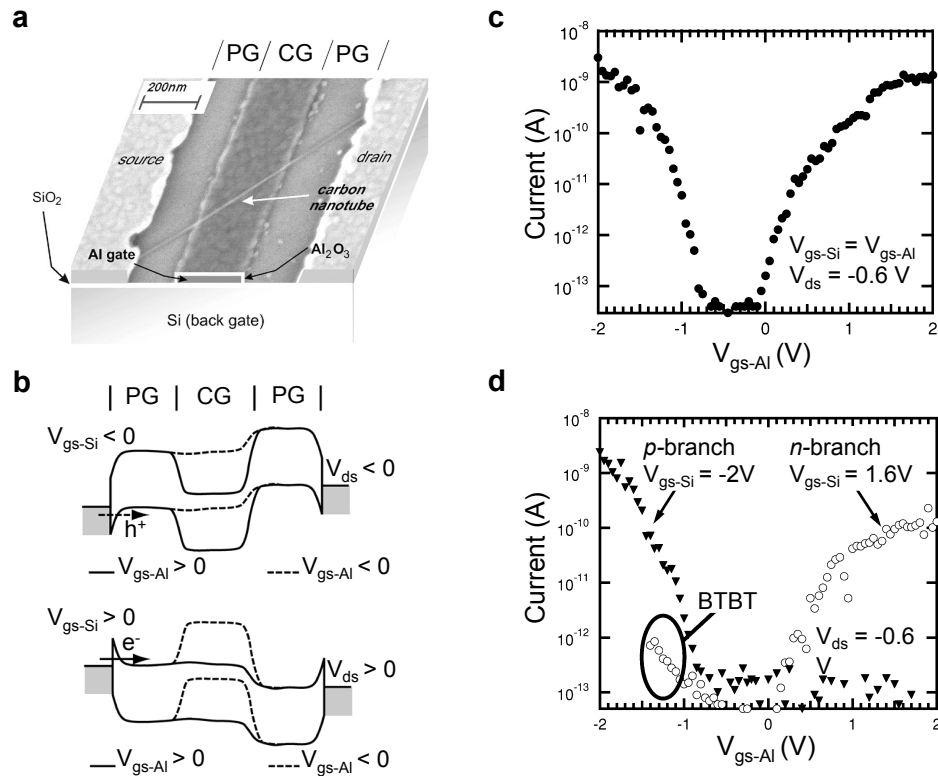 a
/ PG / CG / PG /
200nm
source
drain
carbon
nanotube
SiO2
Al gate
Al2O3
Si (back gate)
b
| PG | CG | PG |
Vgs-Si < 0
Vds < 0
h+
Vgs-Al > 0
Vgs-Al < 0
Vgs-Si > 0
e-
Vds > 0
Vgs-Al > 0
Vgs-Al < 0
c
10-8
10-9
10-10
10-11
10-12
10-13
Current (A)
Vgs-Si = Vgs-Al
Vds = -0.6 V
-2 -1 0 1 2
Vgs-Al (V)
d
10-8
10-9
10-10
10-11
10-12
10-13
Current (A)
p-branch
Vgs-Si = -2V
n-branch
Vgs-Si = 1.6V
BTBT
Vds = -0.6
V
-2 -1 0 1 2
Vgs-Al (V)